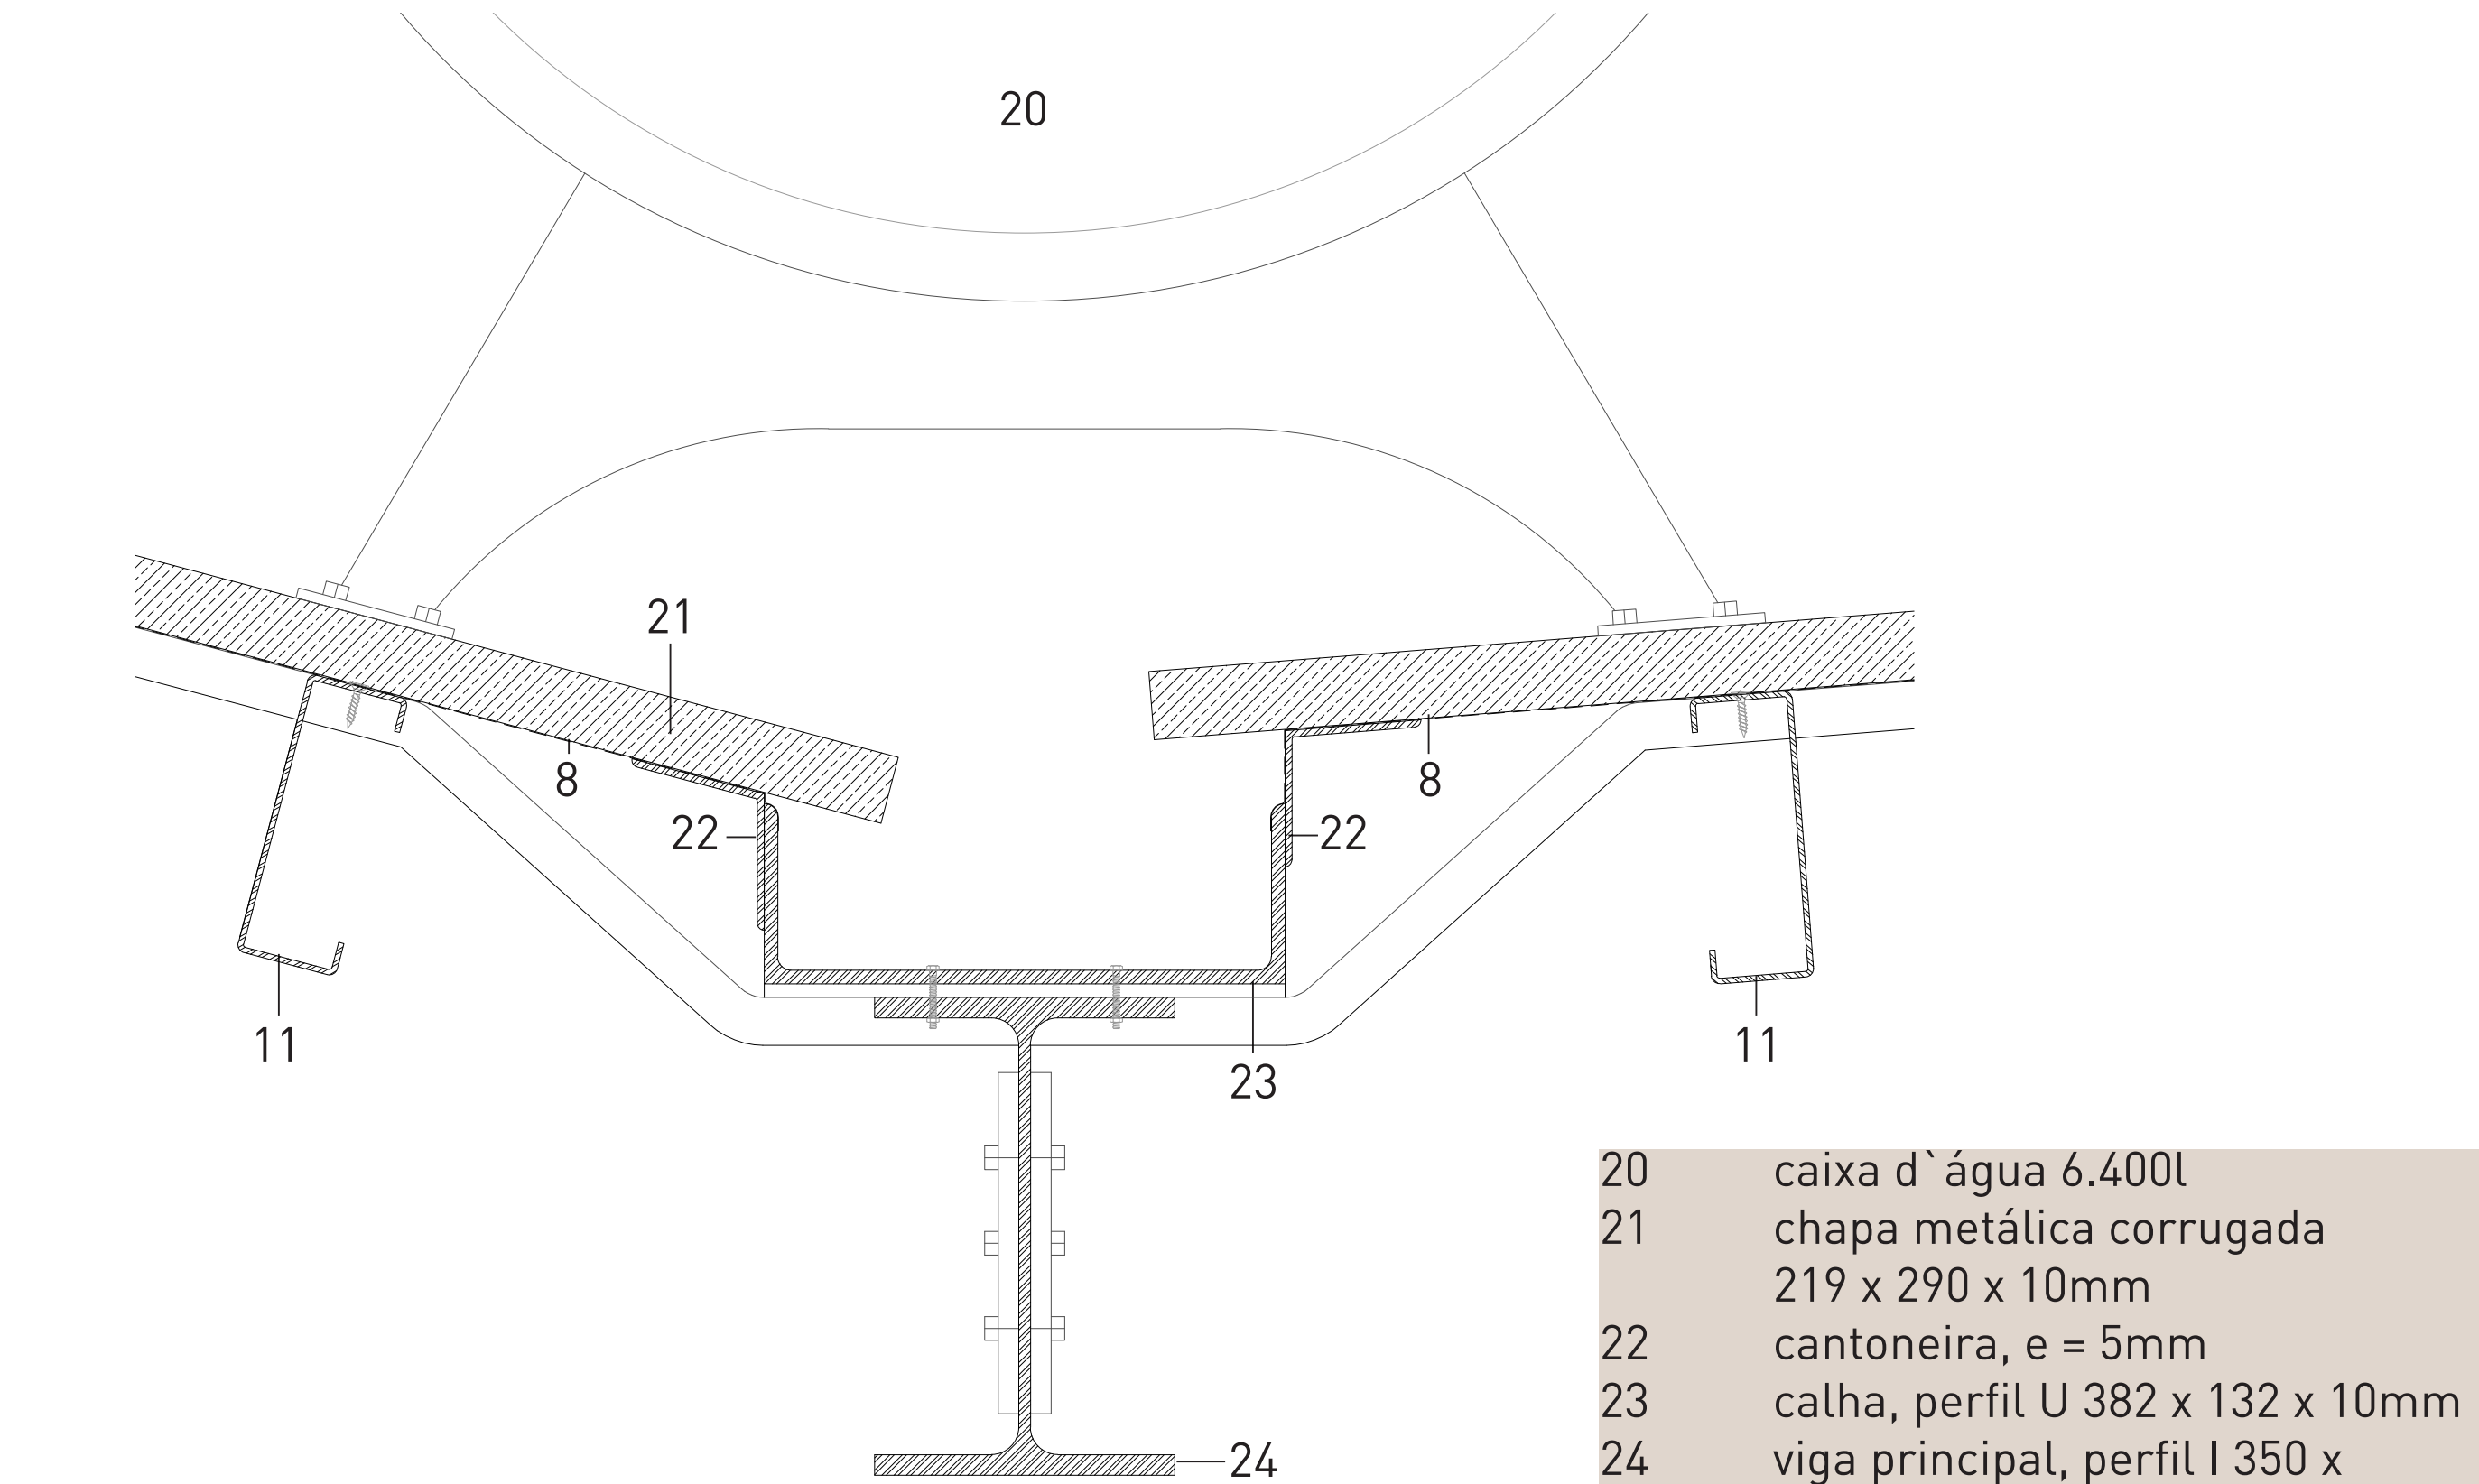 20
21
8
8
22
22
11
11
23
24
20 caixa d`água 6.400l
21 chapa metálica corrugada
219 x 290 x 10mm
22 cantoneira, e = 5mm
23 calha, perfil U 382 x 132 x 10mm
24 viga principal, perfil I 350 x